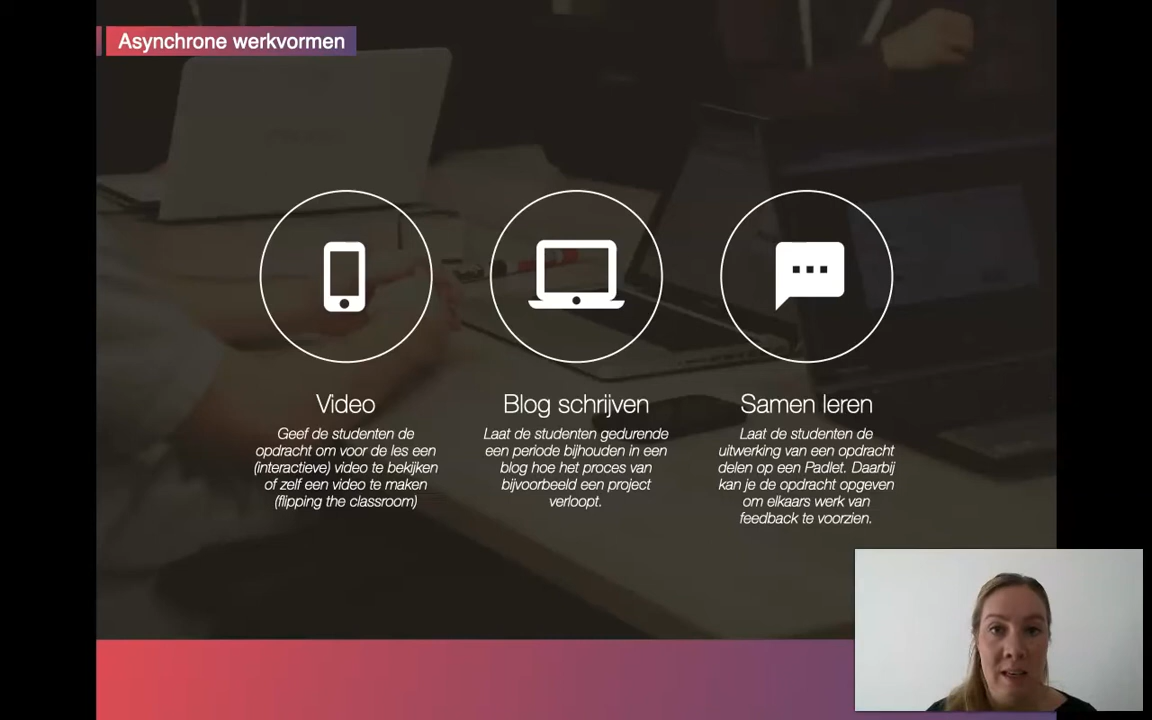 Asynchrone werkvormen
Video
Geef de studenten de
opdracht om voor de les een
(interactieve) video te bekijken
of zelf een video te maken
(flipping the classroom)
Blog schrijven
Laat de studenten gedurende
een periode bijhouden in een
blog hoe het proces van
bijvoorbeeld een project
verloopt.
Samen leren
Laat de studenten de
uitwerking van een opdracht
delen op een Padlet. Daarbij
kan je de opdracht opgeven
om elkaars werk van
feedback te voorzien.